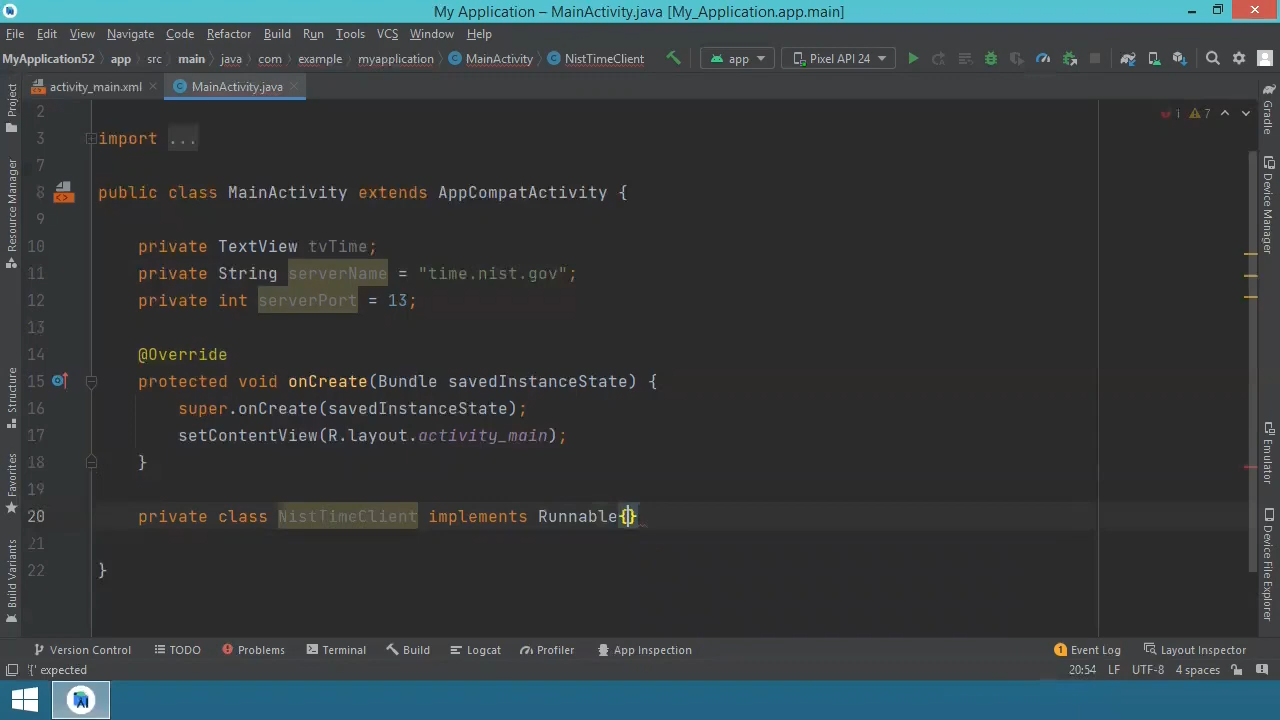 My Application – MainActivity.java [My_Application.app.main]
File Edit View Navigate Code Refactor Build Run Tools VCS Window Help
MyApplication52 app src main java com example myapplication MainActivity NistTimeClient app Pixel API 24
activity_main.xml MainActivity.java
Project
Resource Manager
Structure
Favorites
Build Variants
2
3 import ...
7
8 public class MainActivity extends AppCompatActivity {
9
10 private TextView tvTime;
11 private String serverName = "time.nist.gov";
12 private int serverPort = 13;
13
14 @Override
15 protected void onCreate(Bundle savedInstanceState) {
16 super.onCreate(savedInstanceState);
17 setContentView(R.layout.activity_main);
18 }
19
20 private class NistTimeClient implements Runnable{}
21
22 }
1 7
Gradle
Device Manager
Emulator
Device File Explorer
Version Control TODO Problems Terminal Build Logcat Profiler App Inspection 1 Event Log Layout Inspector
'{' expected 20:54 LF UTF-8 4 spaces